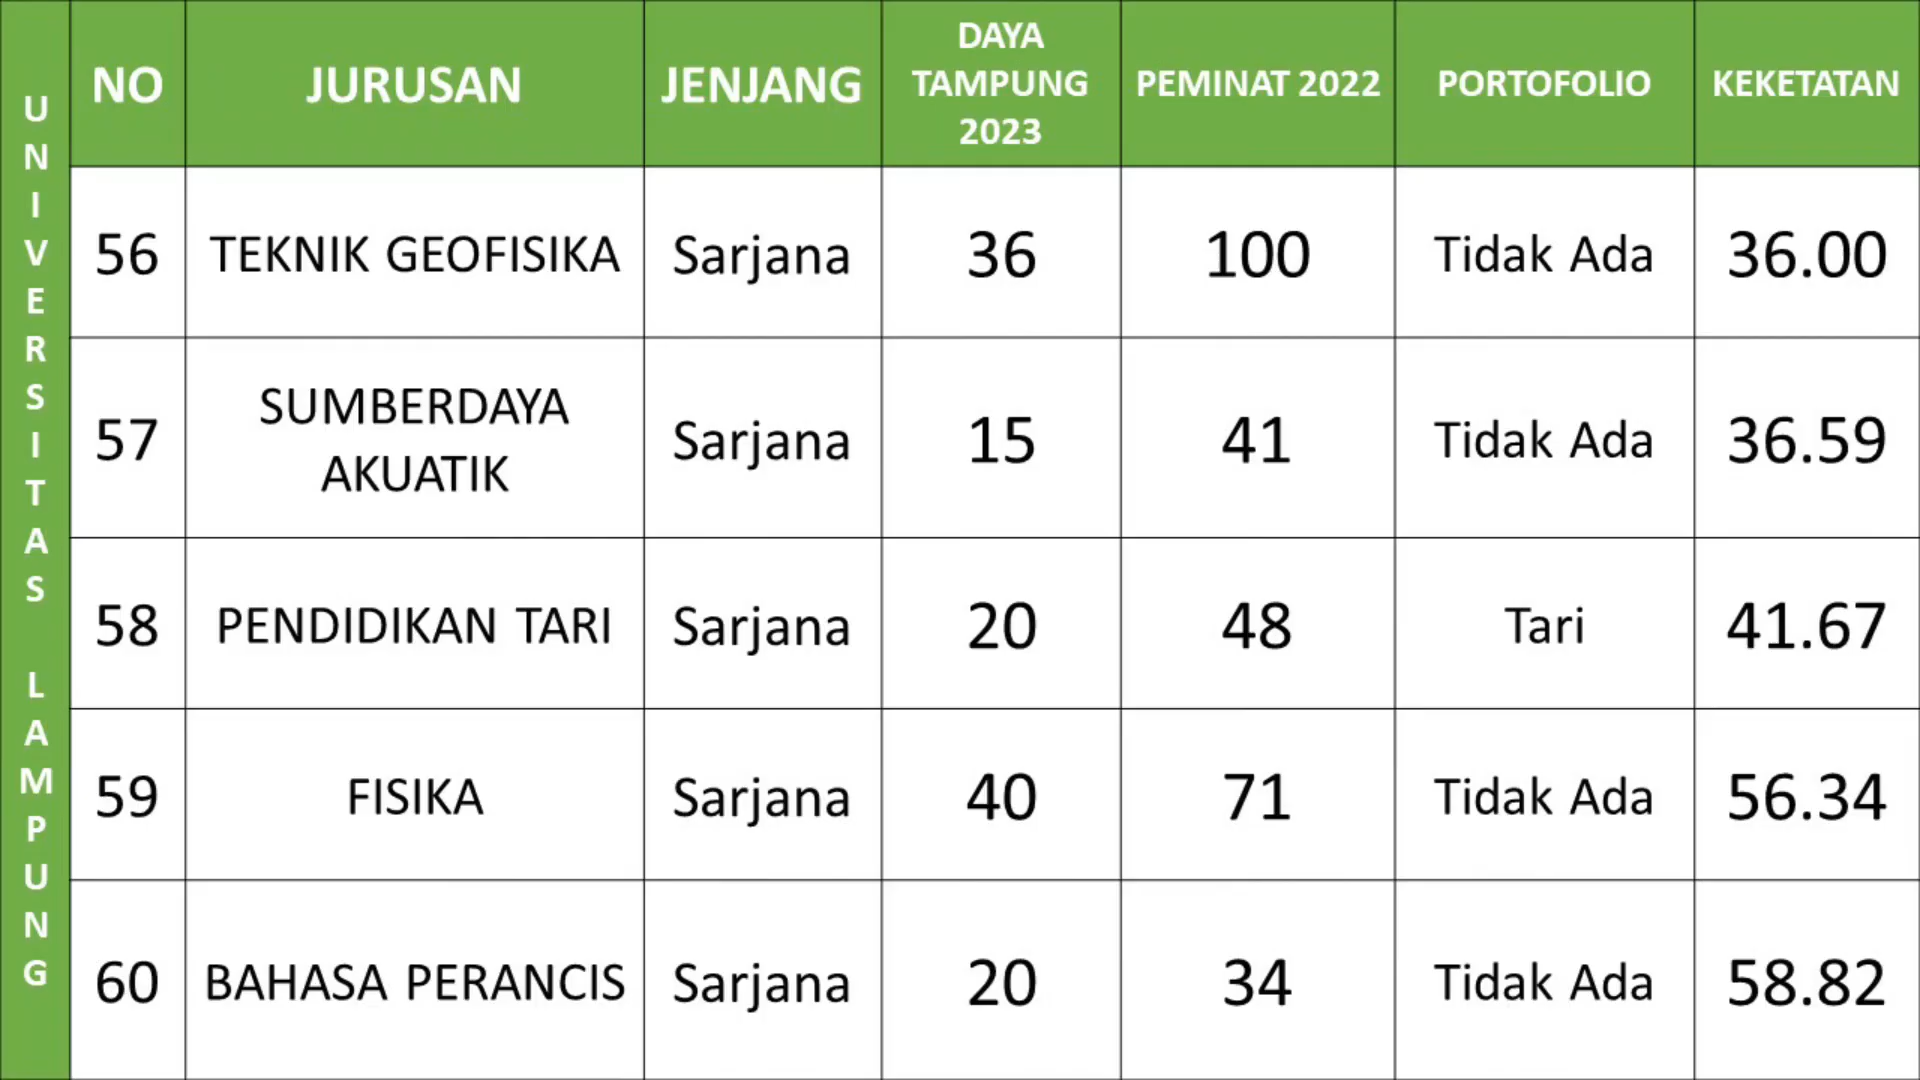 UNIVERSITAS LAMPUNG
NO JURUSAN JENJANG DAYA TAMPUNG 2023 PEMINAT 2022 PORTOFOLIO KEKETATAN
56 TEKNIK GEOFISIKA Sarjana 36 100 Tidak Ada 36.00
57 SUMBERDAYA AKUATIK Sarjana 15 41 Tidak Ada 36.59
58 PENDIDIKAN TARI Sarjana 20 48 Tari 41.67
59 FISIKA Sarjana 40 71 Tidak Ada 56.34
60 BAHASA PERANCIS Sarjana 20 34 Tidak Ada 58.82